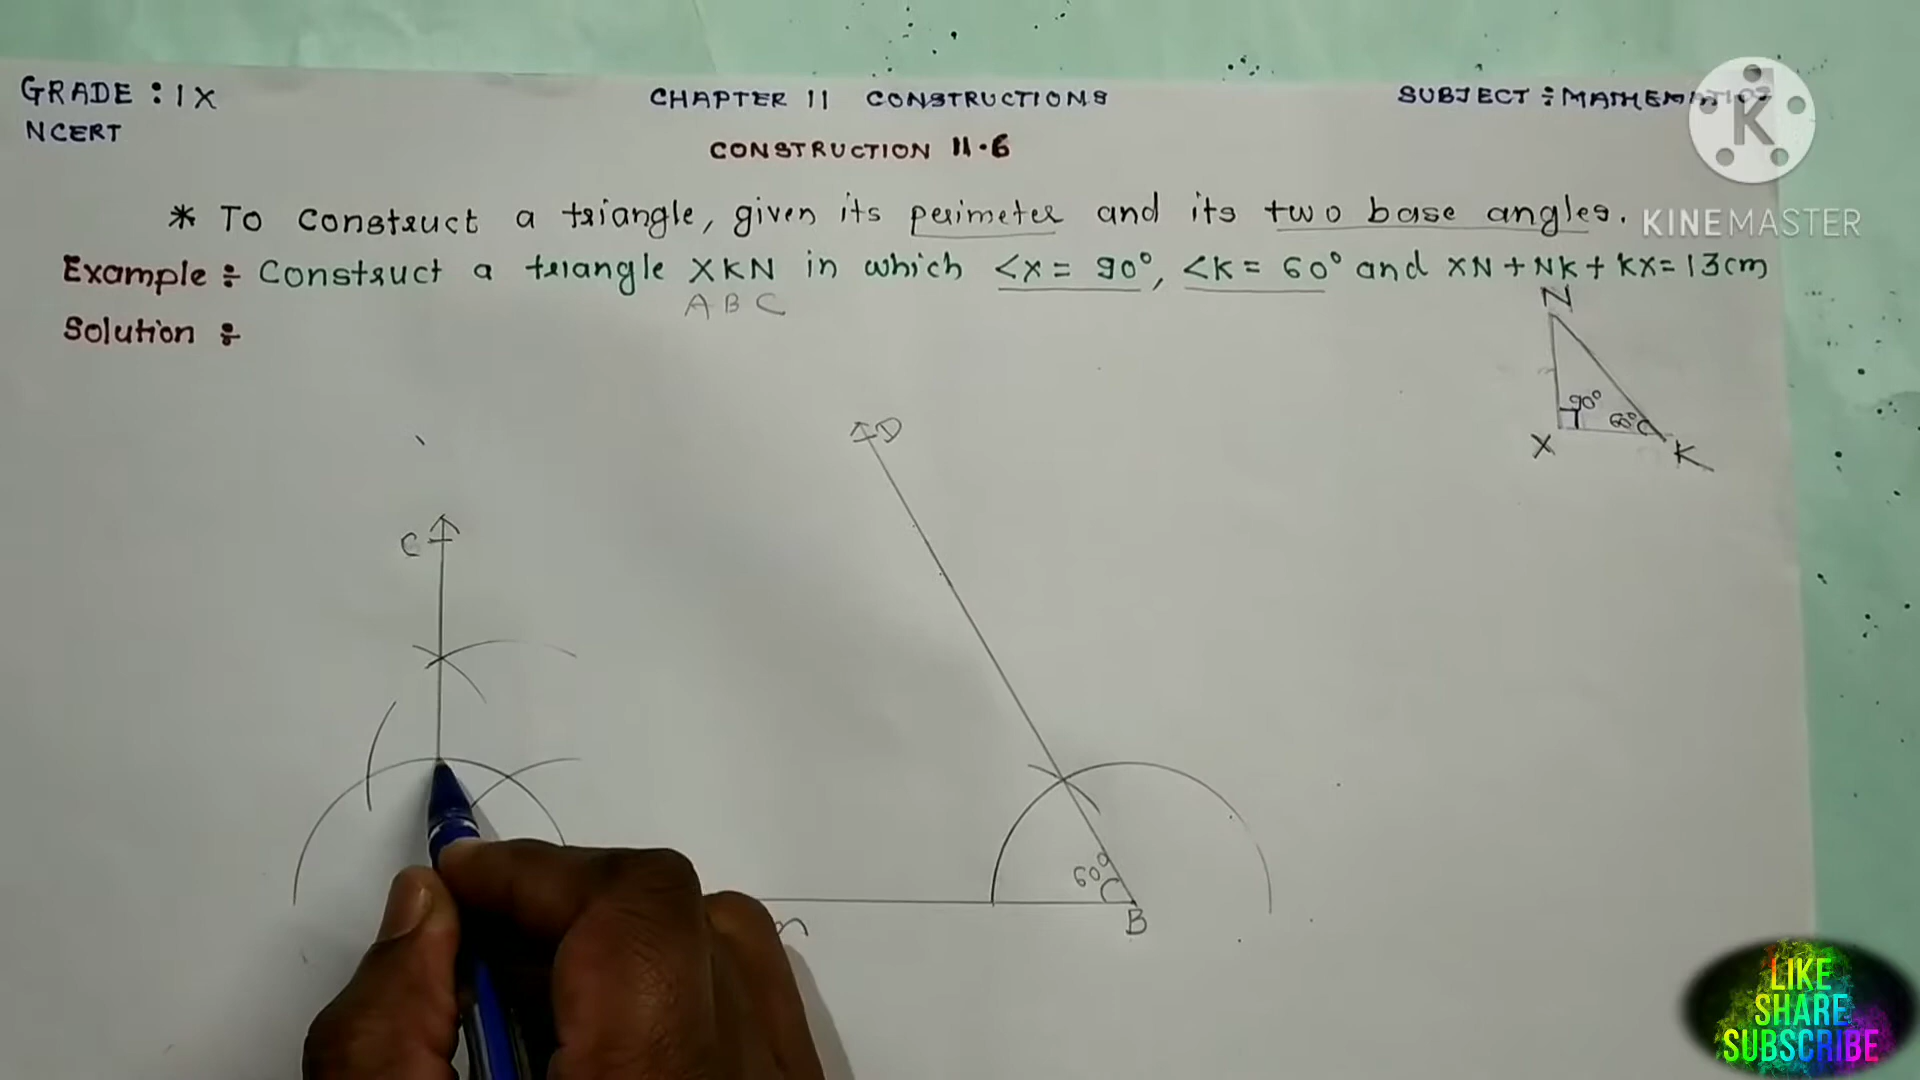 GRADE : IX
CHAPTER 11 CONSTRUCTIONS
SUBJECT : MATHEMATICS
NCERT
CONSTRUCTION 11.6
* To construct a triangle, given its perimeter and its two base angles.
KINEMASTER
K
Example :- Construct a triangle XKN in which <X = 90°, <K = 60° and XN + NK + KX = 13cm
A B C
Solution :-
N
90° 60°
X
K
D
C
60°
B
m
LIKE
SHARE
SUBSCRIBE